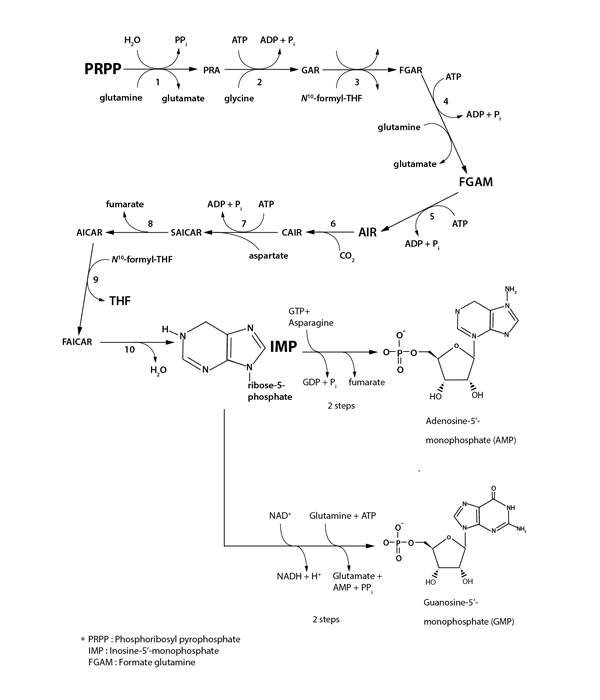 H₂O PPᵢ ATP ADP + Pᵢ
PRPP PRA GAR FGAR
1 2 3
glutamine glutamate glycine N¹⁰-formyl-THF
ATP
4
ADP + Pᵢ
glutamine
glutamate
FGAM
fumarate ADP + Pᵢ ATP
5
ATP
8 7 6
AICAR SAICAR CAIR AIR
ADP + Pᵢ
aspartate CO₂
N¹⁰-formyl-THF
9
THF
FAICAR
10
H₂O
H
N N
N N
IMP
ribose-5-
phosphate
GTP+
Asparagine
GDP + Pᵢ fumarate
2 steps
NH₂
N N
N N
O⁻
O P O O
O
HO OH
Adenosine-5'-
monophosphate (AMP)
NAD⁺ Glutamine + ATP
NADH + H⁺ Glutamate +
AMP + PPᵢ
2 steps
O
N NH
N N NH₂
O⁻
O P O O
O
HO OH
Guanosine-5'-
monophosphate (GMP)
* PRPP : Phosphoribosyl pyrophosphate
IMP : Inosine-5'-monophosphate
FGAM : Formate glutamine